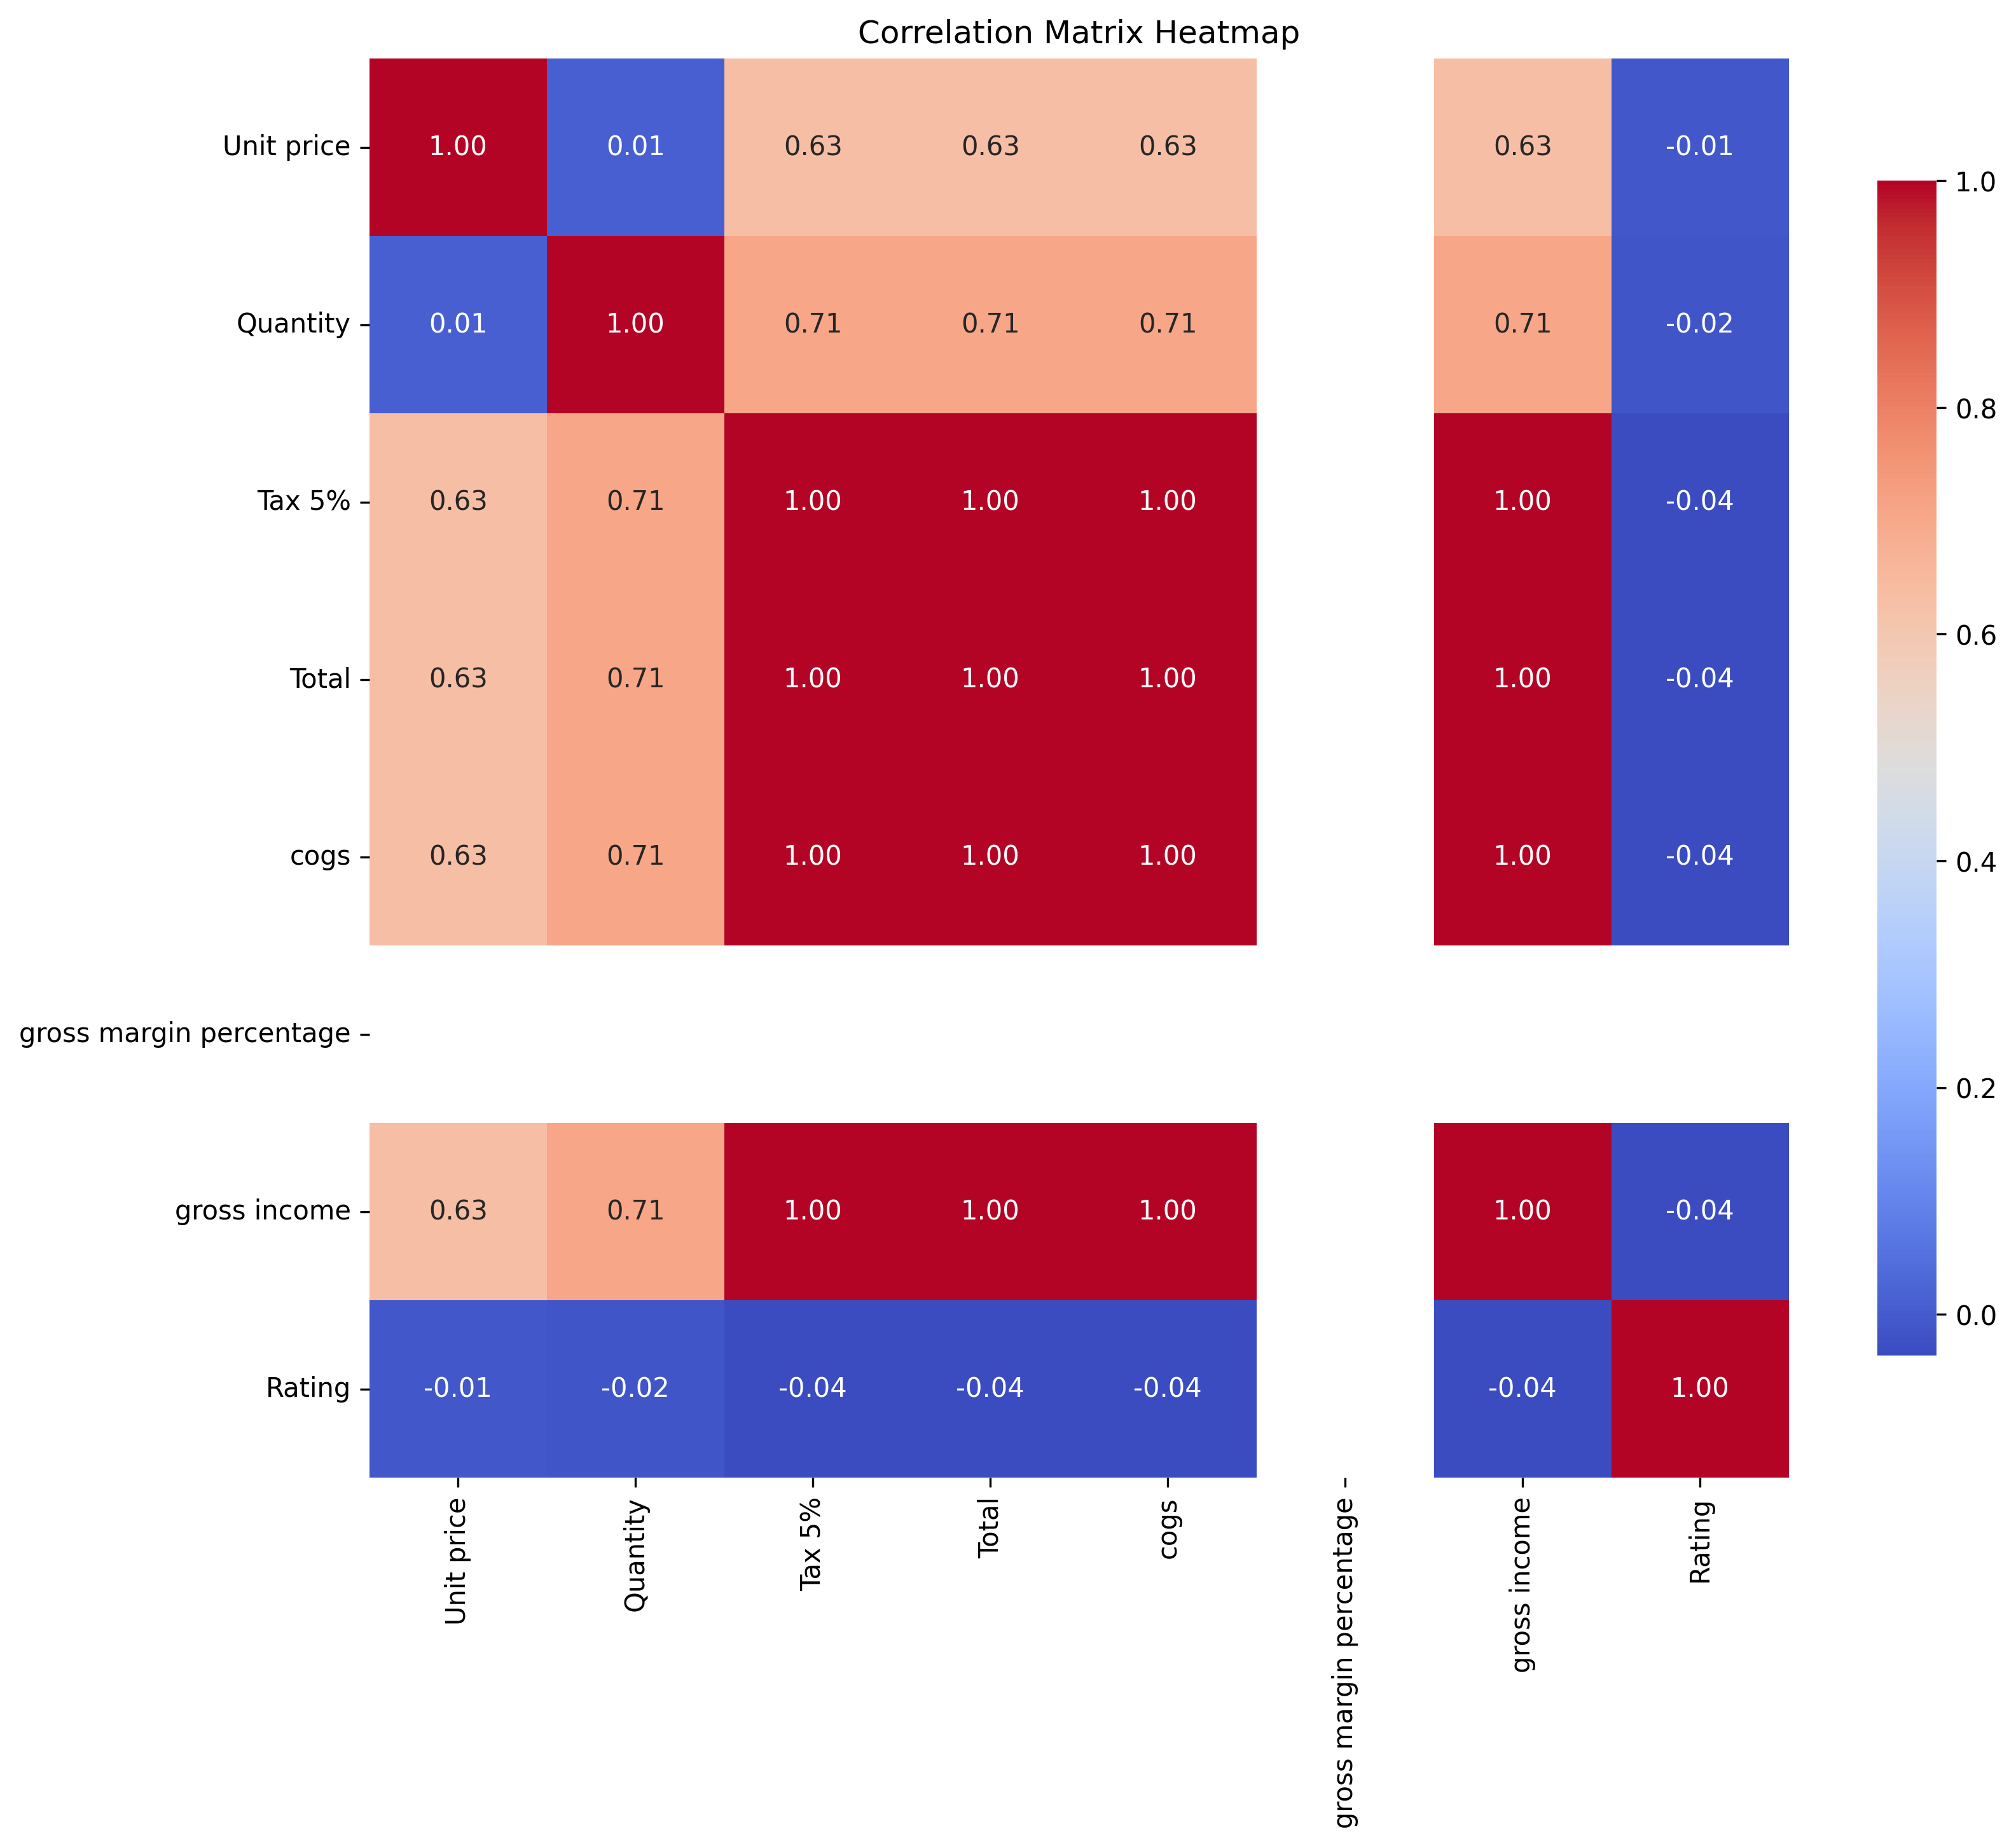 Correlation Matrix Heatmap
Unit price 1.00 0.01 0.63 0.63 0.63 0.63 -0.01
Quantity 0.01 1.00 0.71 0.71 0.71 0.71 -0.02
Tax 5% 0.63 0.71 1.00 1.00 1.00 1.00 -0.04
Total 0.63 0.71 1.00 1.00 1.00 1.00 -0.04
cogs 0.63 0.71 1.00 1.00 1.00 1.00 -0.04
gross margin percentage
gross income 0.63 0.71 1.00 1.00 1.00 1.00 -0.04
Rating -0.01 -0.02 -0.04 -0.04 -0.04 -0.04 1.00
Unit price
Quantity
Tax 5%
Total
cogs
gross margin percentage
gross income
Rating
1.0
0.8
0.6
0.4
0.2
0.0